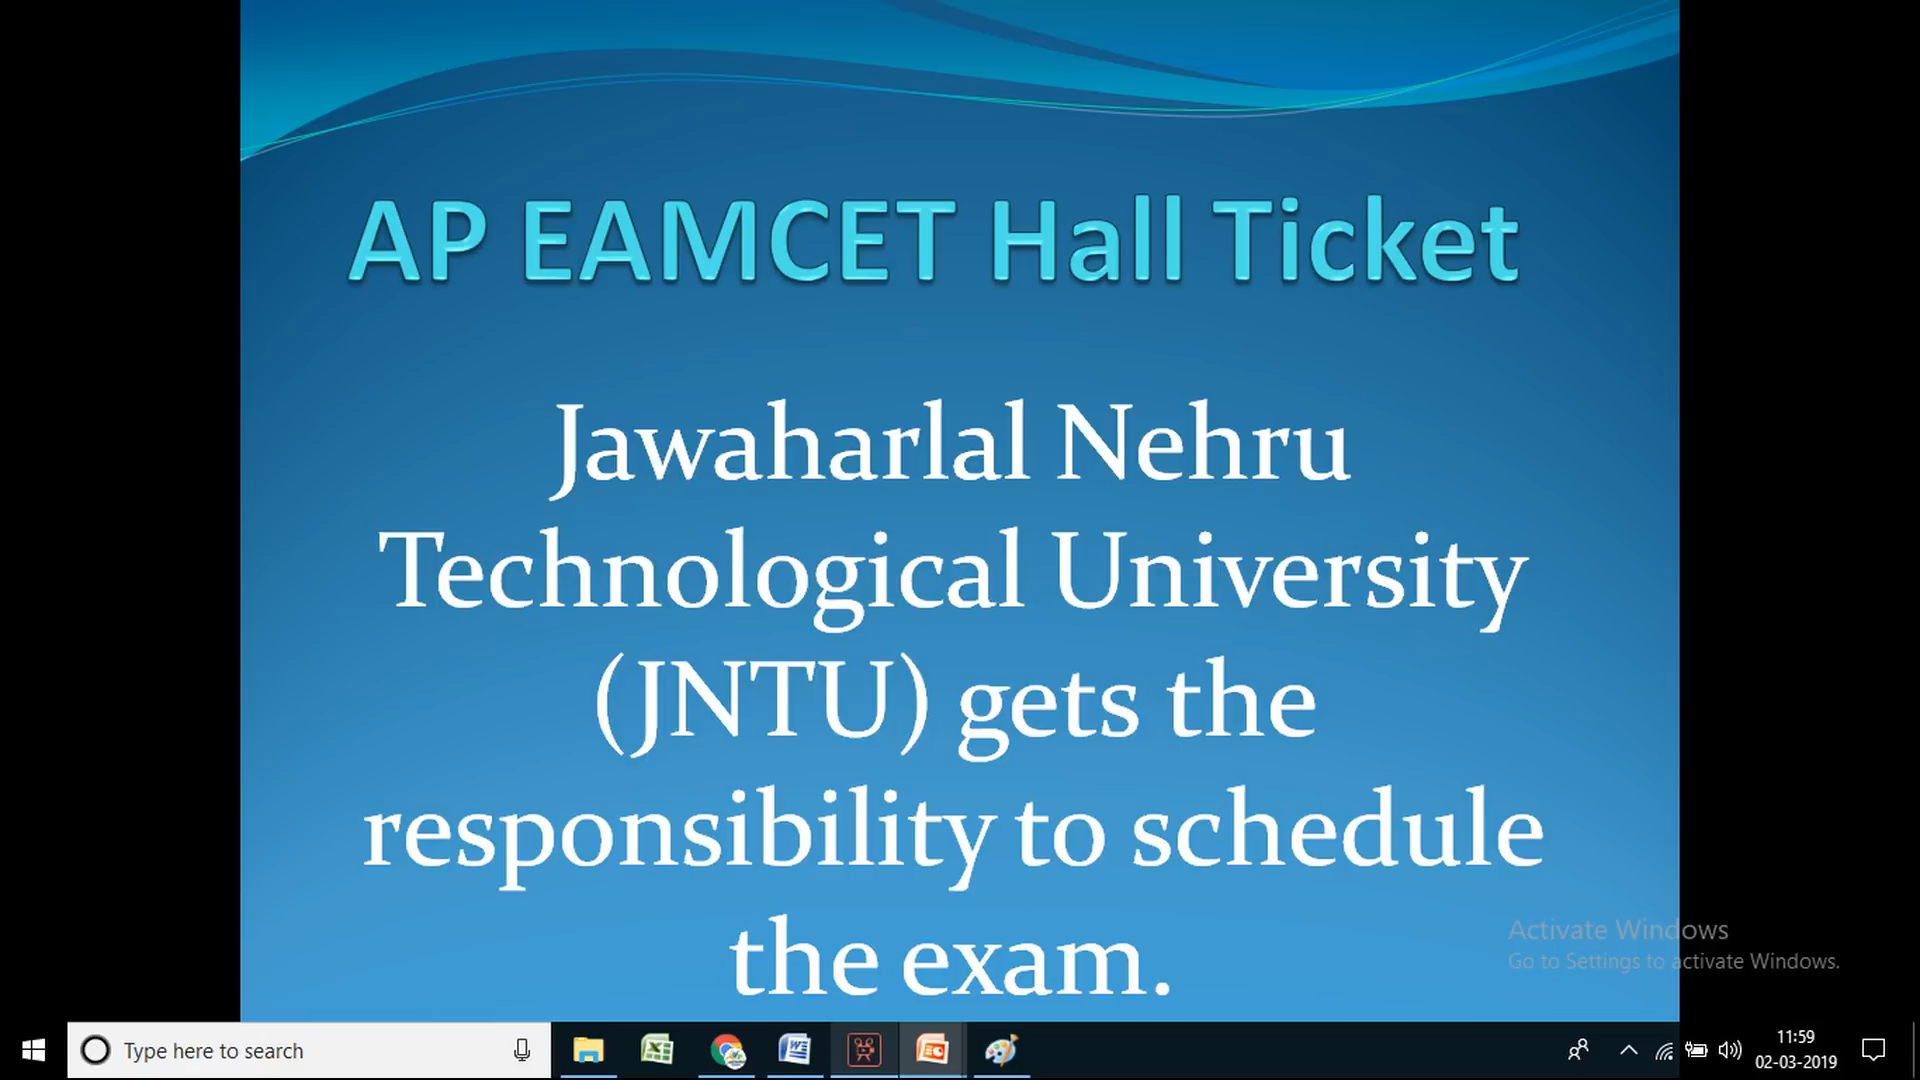 AP EAMCET Hall Ticket
Jawaharlal Nehru
Technological University
(JNTU) gets the
responsibility to schedule
the exam.
Activate Windows
Go to Settings to activate Windows.
Type here to search
11:59
02-03-2019